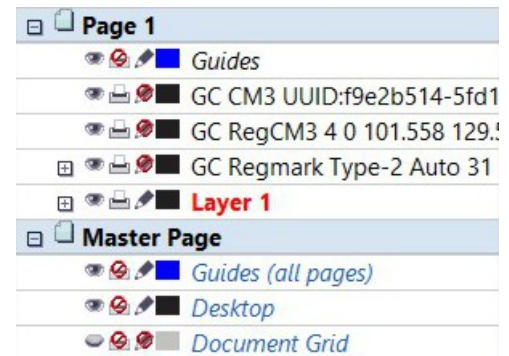 Page 1
Guides
GC CM3 UUID:f9e2b514-5fd1
GC RegCM3 4 0 101.558 129.5
GC Regmark Type-2 Auto 31
Layer 1
Master Page
Guides (all pages)
Desktop
Document Grid